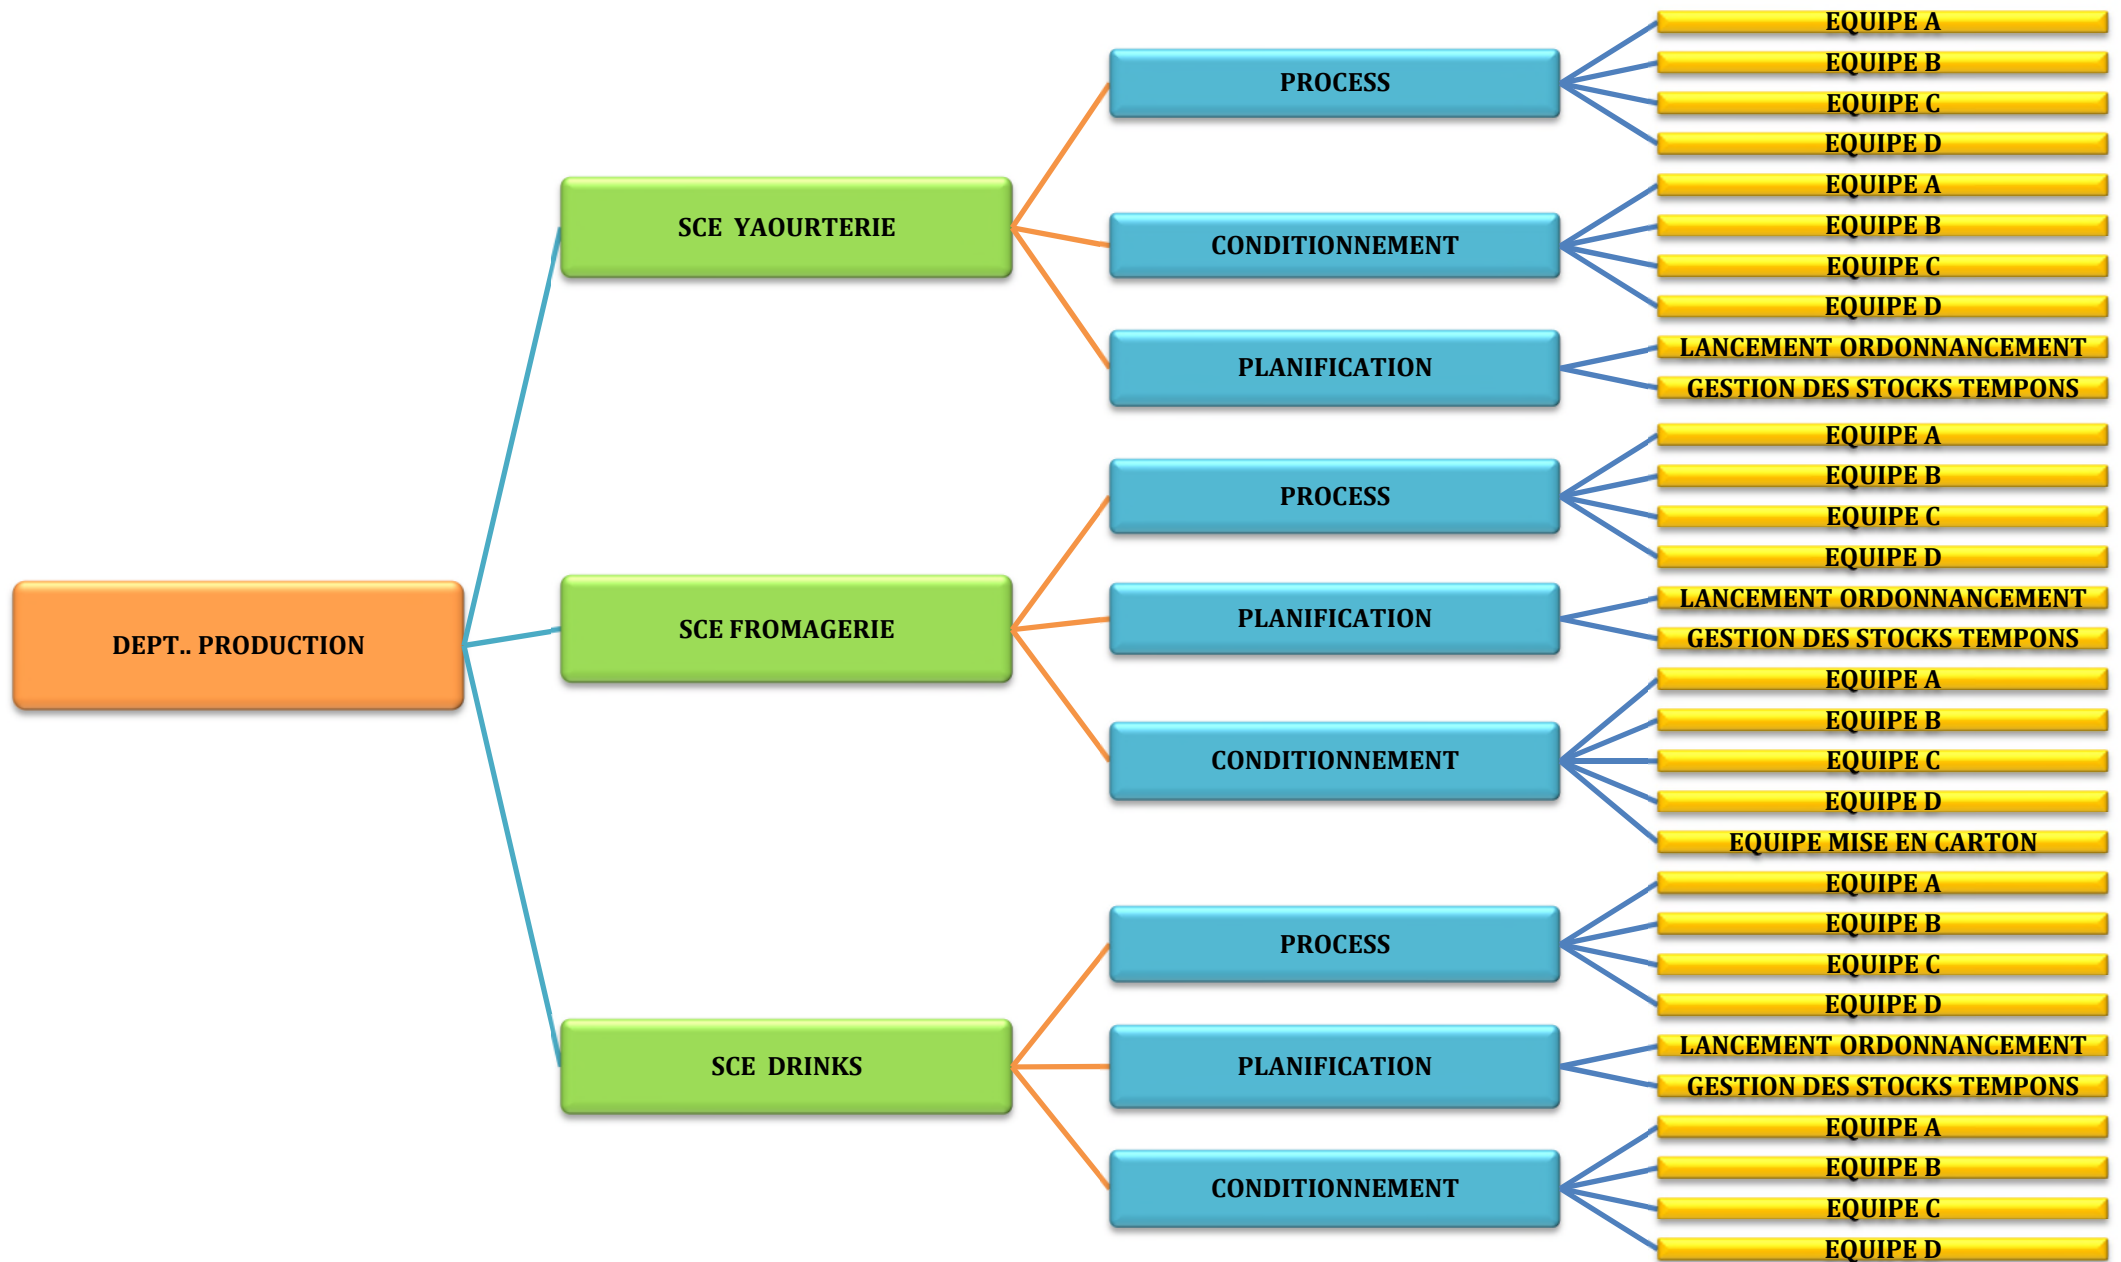 DEPT.. PRODUCTION
SCE  YAOURTERIE
PROCESS
EQUIPE A
EQUIPE B
EQUIPE C
EQUIPE D
CONDITIONNEMENT
EQUIPE A
EQUIPE B
EQUIPE C
EQUIPE D
PLANIFICATION
LANCEMENT ORDONNANCEMENT
GESTION DES STOCKS TEMPONS
SCE FROMAGERIE
PROCESS
EQUIPE A
EQUIPE B
EQUIPE C
EQUIPE D
PLANIFICATION
LANCEMENT ORDONNANCEMENT
GESTION DES STOCKS TEMPONS
CONDITIONNEMENT
EQUIPE A
EQUIPE B
EQUIPE C
EQUIPE D
EQUIPE MISE EN CARTON
SCE  DRINKS
PROCESS
EQUIPE A
EQUIPE B
EQUIPE C
EQUIPE D
PLANIFICATION
LANCEMENT ORDONNANCEMENT
GESTION DES STOCKS TEMPONS
CONDITIONNEMENT
EQUIPE A
EQUIPE B
EQUIPE C
EQUIPE D